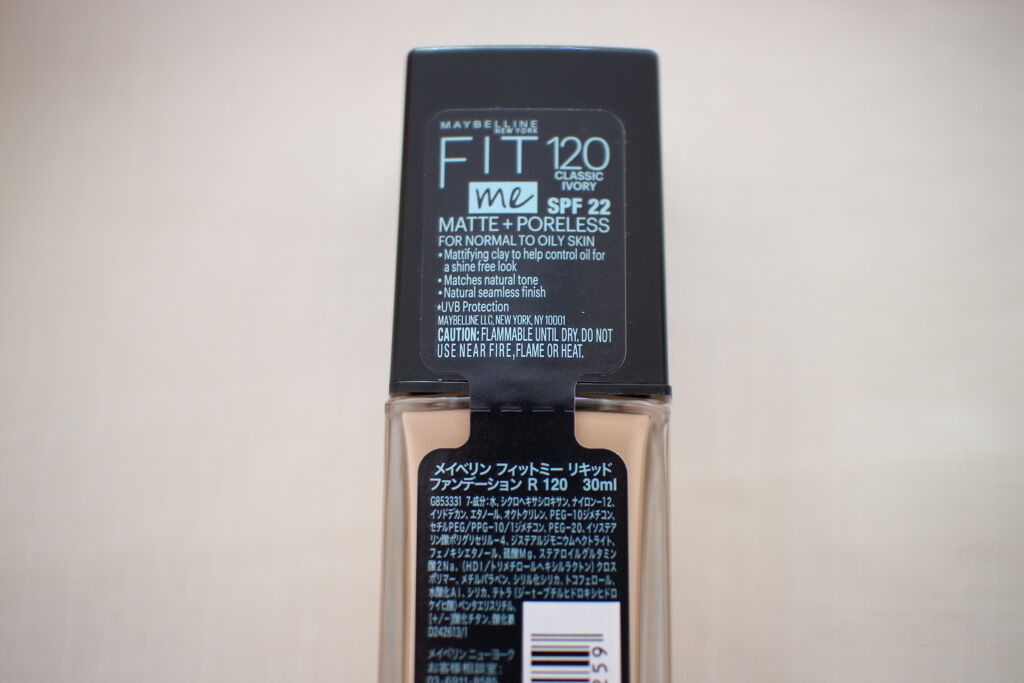 MAYBELLINE
NEW YORK
FIT
me
120
CLASSIC
IVORY
SPF 22
MATTE + PORELESS
FOR NORMAL TO OILY SKIN
• Mattifying clay to help control oil for
a shine free look
• Matches natural tone
• Natural seamless finish
*UVB Protection
MAYBELLINE LLC, NEW YORK, NY 10001
CAUTION: FLAMMABLE UNTIL DRY. DO NOT
USE NEAR FIRE, FLAME OR HEAT.
メイベリン フィットミー リキッド
ファンデーション R 120 30ml
G853331 7-成分：水、シクロヘキサシロキサン、ナイロン-12、
イソドデカン、エタノール、オクトクリレン、PEG-10ジメチコン、
セチルPEG/PPG-10/1ジメチコン、PEG-20、イソステア
リン酸ポリグリセリル-4、ジステアルジモニウムヘクトライト、
フェノキシエタノール、硫酸Mg、ステアロイルグルタミン
酸2Na、(HDI/トリメチロールヘキシルラクトン)クロス
ポリマー、メチルパラベン、シリル化シリカ、トコフェロール、
水酸化Al、シリカ、テトラ(ジ-t-ブチルヒドロキシヒドロ
ケイヒ酸)ペンタエリスリチル、
[+/-]酸化チタン、酸化鉄
D242613/1
メイベリン ニューヨーク
お客様相談室：
03-6911-8585
259